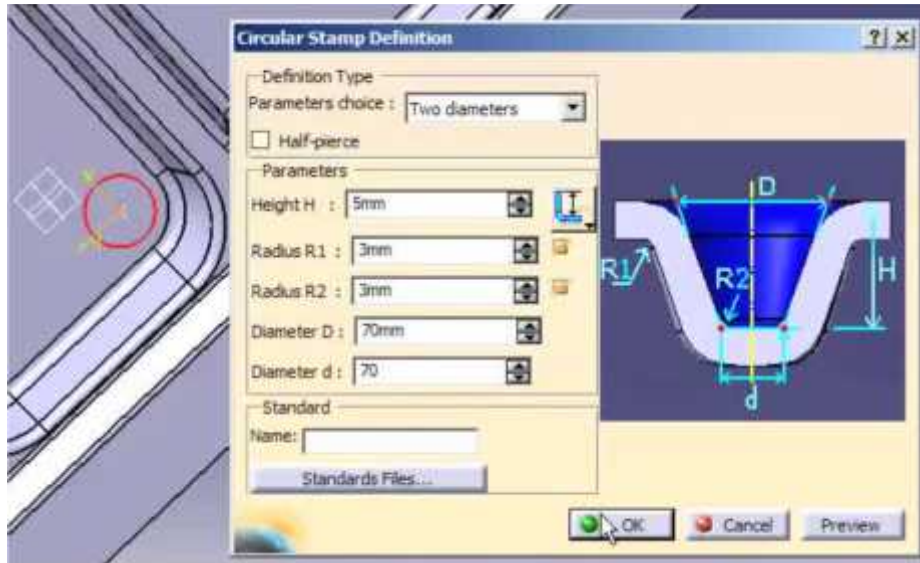 Circular Stamp Definition
Definition Type
Parameters choice : Two diameters
Half-pierce
Parameters
Height H : 5mm
Radius R1 : 3mm
Radius R2 : 3mm
Diameter D : 70mm
Diameter d : 70
Standard
Name:
Standards Files...
D
R1
R2
H
d
OK Cancel Preview